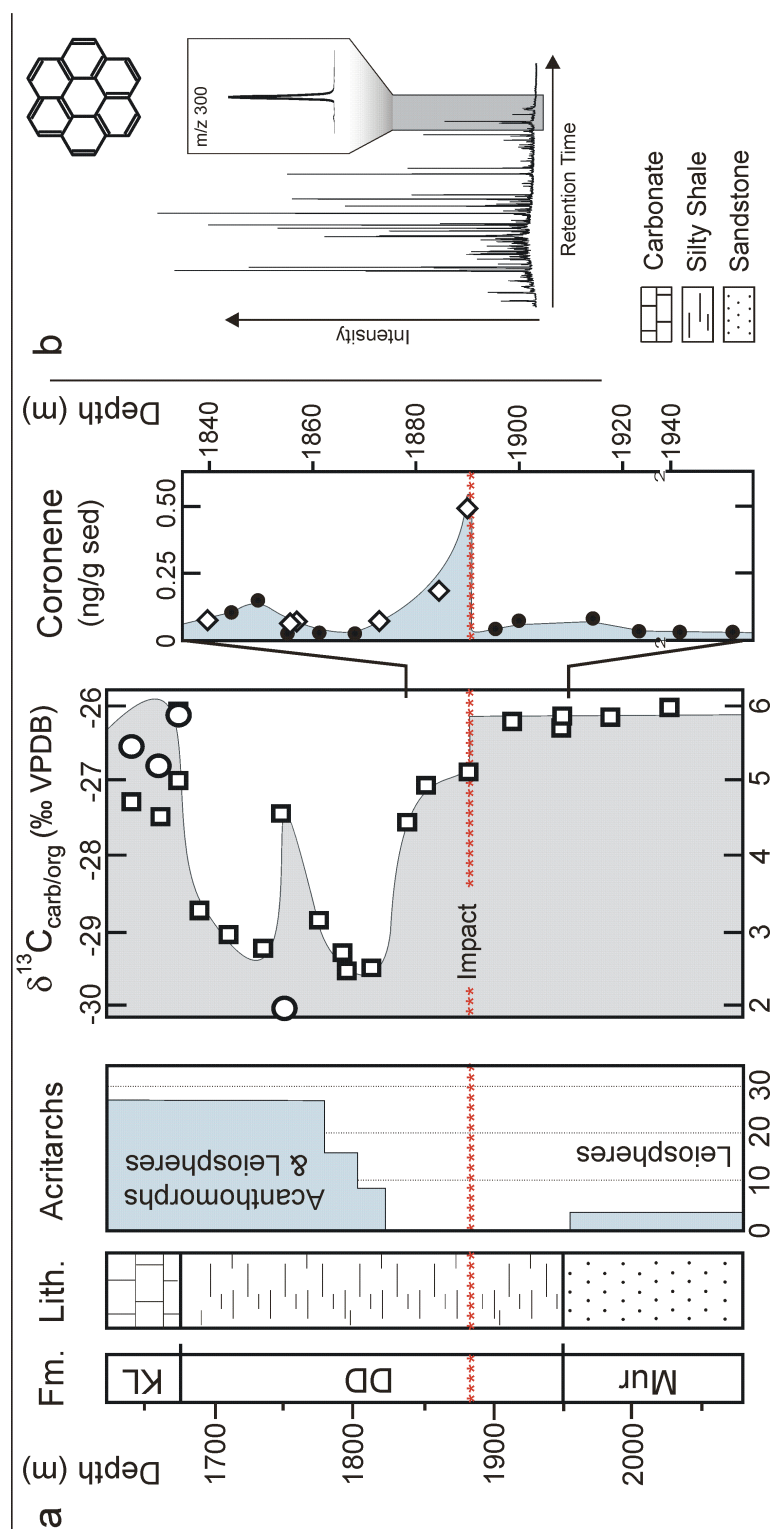 a
Depth (m)
1700
1800
1900
2000
Fm.
KL
DD
Mur
Lith.
Acritarchs
Acanthomorphs
& Leiospheres
Leiospheres
0
10
20
30
δ¹³C carb/org (‰ VPDB)
-30
-29
-28
-27
-26
Impact
2
3
4
5
6
Coronene
(ng/g sed)
0
0.25
0.50
Depth (m)
1840
1860
1880
1900
1920
1940
b
Intensity
Retention Time
m/z 300
Carbonate
Silty Shale
Sandstone